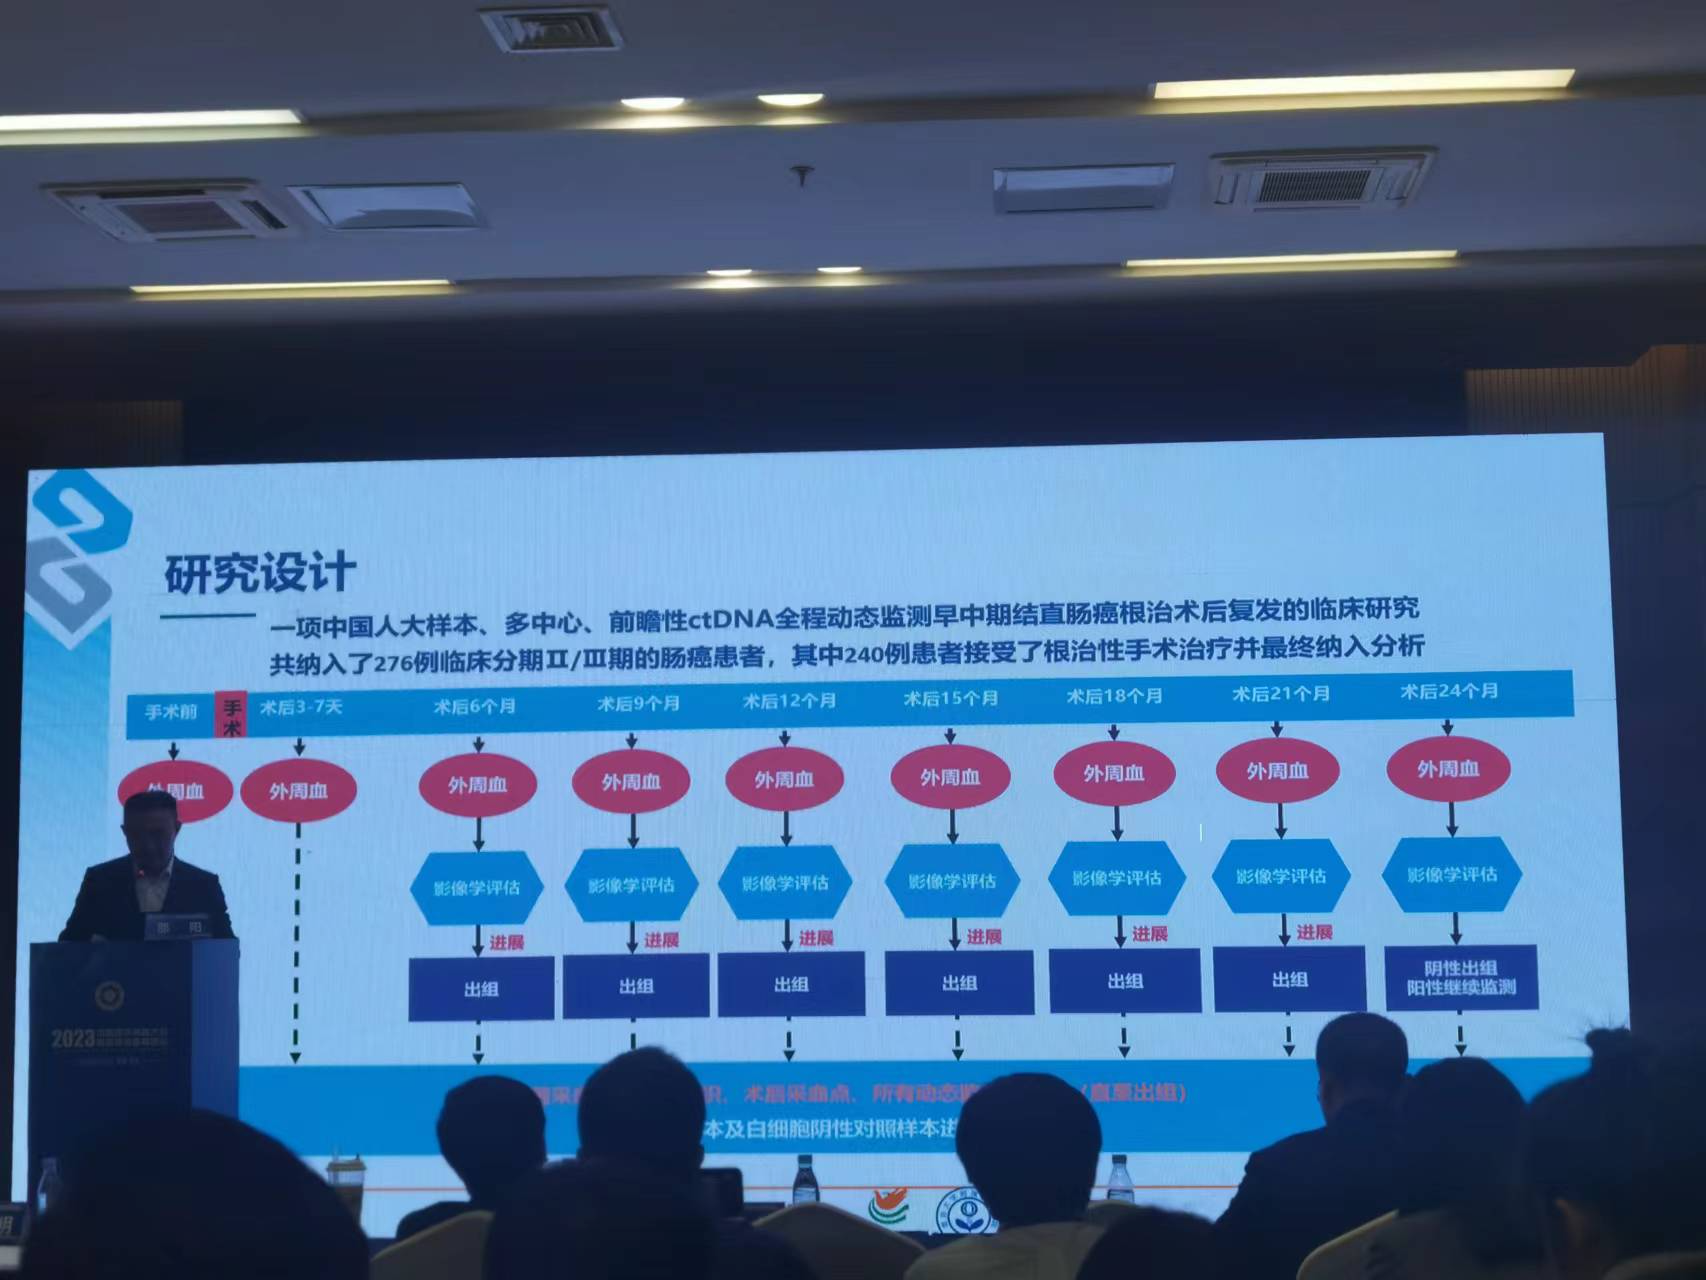 研究设计
一项中国人大样本、多中心、前瞻性ctDNA全程动态监测早中期结直肠癌根治术后复发的临床研究
共纳入了276例临床分期Ⅱ/Ⅲ期的肠癌患者，其中240例患者接受了根治性手术治疗并最终纳入分析
手术前 手术 术后3-7天 术后6个月 术后9个月 术后12个月 术后15个月 术后18个月 术后21个月 术后24个月
外周血 外周血 外周血 外周血 外周血 外周血 外周血 外周血 外周血
影像学评估 影像学评估 影像学评估 影像学评估 影像学评估 影像学评估 影像学评估
进展 进展 进展 进展 进展 进展
出组 出组 出组 出组 出组 出组 阴性出组
阳性继续监测
术后采血点、所有动态监 （直至出组）
本及白细胞阴性对照样本进
邵 阳
2023
明